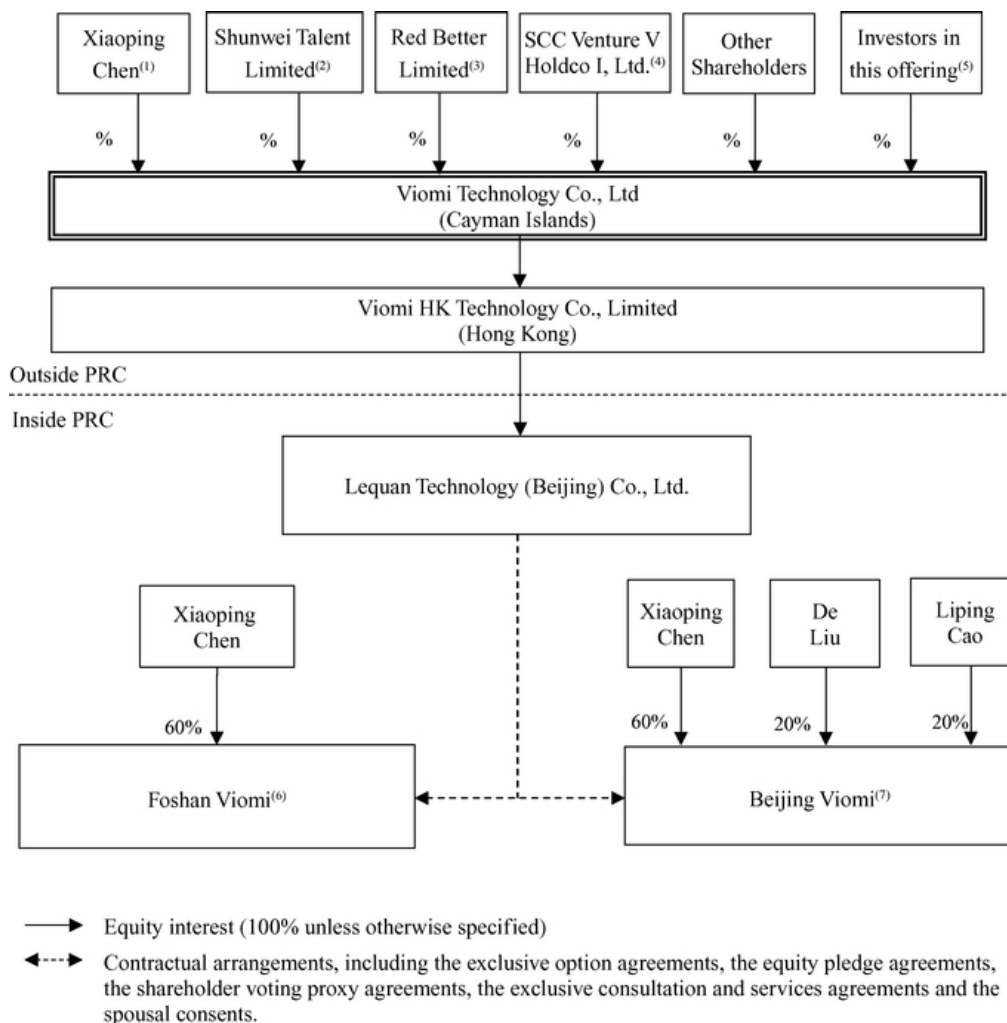 Xiaoping
Chen(1)
Shunwei Talent
Limited(2)
Red Better
Limited(3)
SCC Venture V
Holdco I, Ltd.(4)
Other
Shareholders
Investors in
this offering(5)
%
%
%
%
%
%
Viomi Technology Co., Ltd
(Cayman Islands)
Viomi HK Technology Co., Limited
(Hong Kong)
Outside PRC
Inside PRC
Lequan Technology (Beijing) Co., Ltd.
Xiaoping
Chen
Xiaoping
Chen
De
Liu
Liping
Cao
60%
60%
20%
20%
Foshan Viomi(6)
Beijing Viomi(7)
Equity interest (100% unless otherwise specified)
Contractual arrangements, including the exclusive option agreements, the equity pledge agreements,
the shareholder voting proxy agreements, the exclusive consultation and services agreements and the
spousal consents.